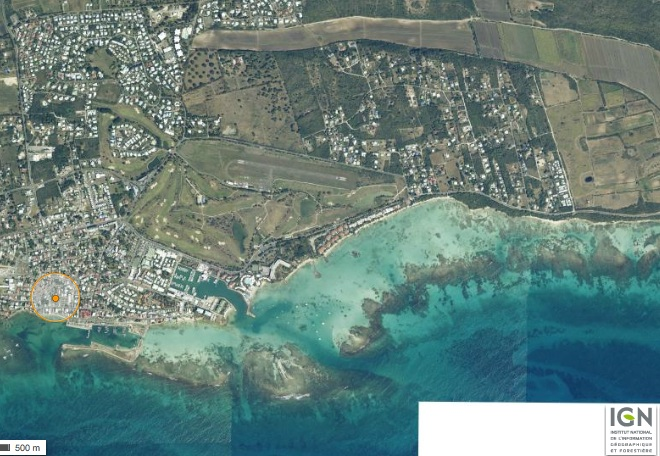 500 m
IGN
INSTITUT NATIONAL
DE L'INFORMATION
GÉOGRAPHIQUE
ET FORESTIÈRE